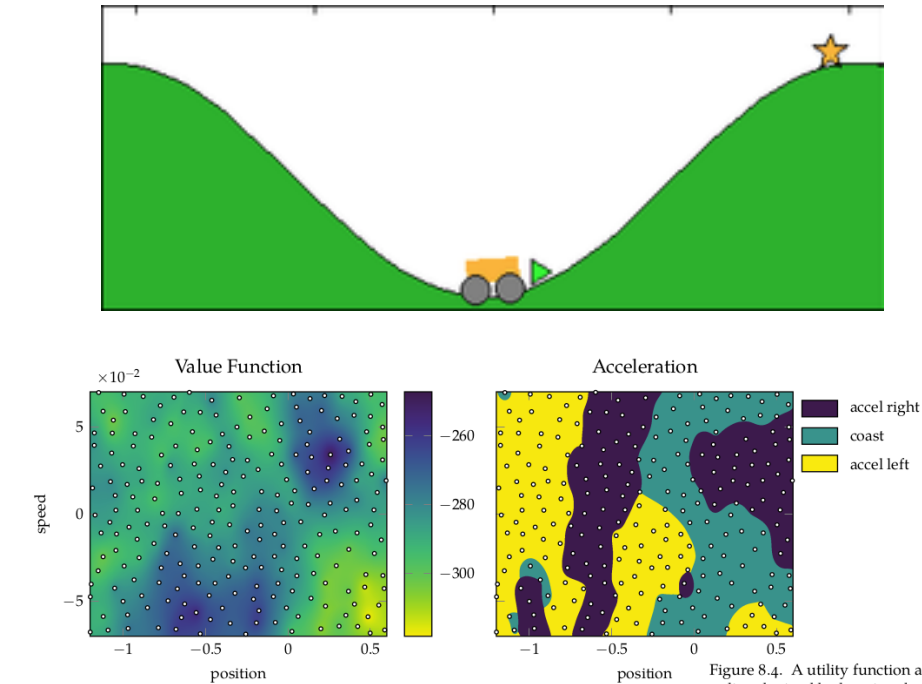 Value Function
Acceleration
×10−2
5
0
−5
speed
−1
−0.5
0
0.5
position
−260
−280
−300
−1
−0.5
0
0.5
position
accel right
coast
accel left
Figure 8.4. A utility function a